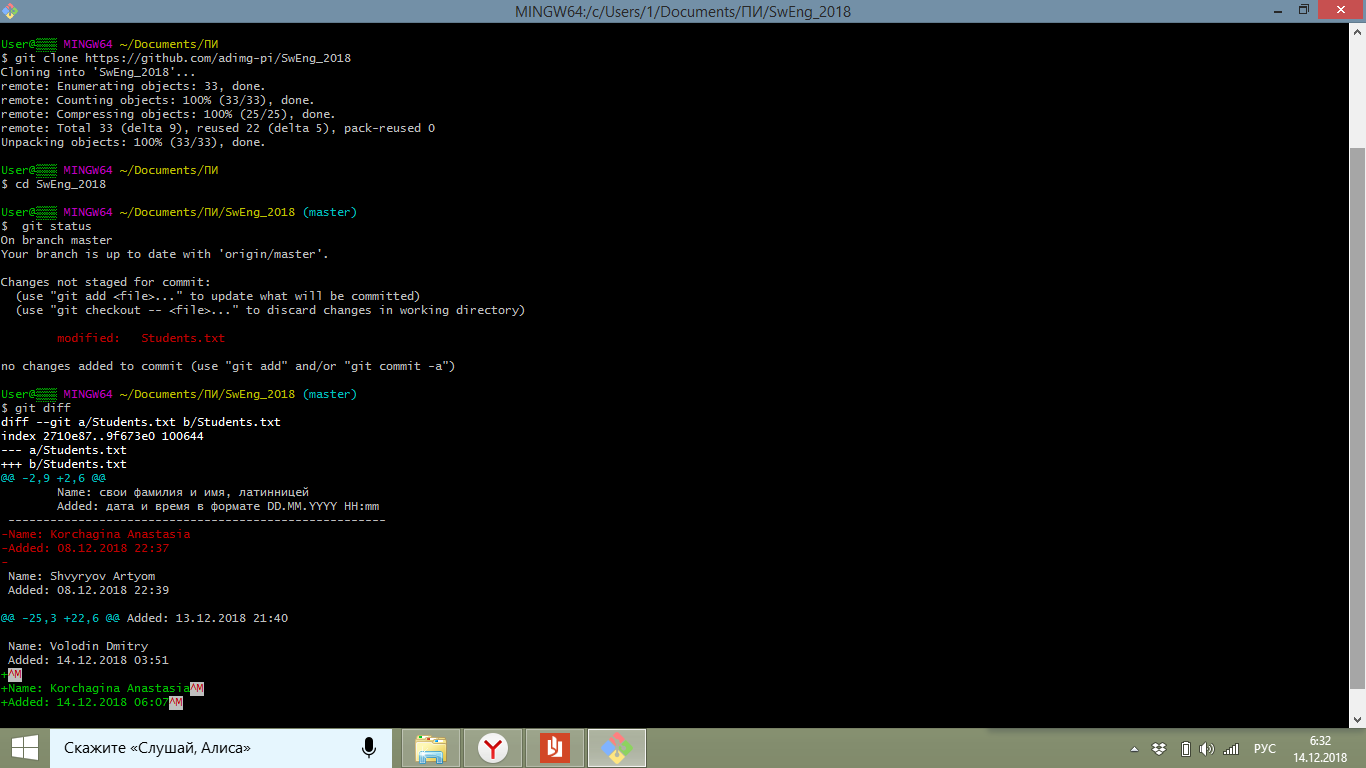 MINGW64:/c/Users/1/Documents/ПИ/SwEng_2018
User@▒▒▒ MINGW64 ~/Documents/ПИ
$ git clone https://github.com/adimg-pi/SwEng_2018
Cloning into 'SwEng_2018'...
remote: Enumerating objects: 33, done.
remote: Counting objects: 100% (33/33), done.
remote: Compressing objects: 100% (25/25), done.
remote: Total 33 (delta 9), reused 22 (delta 5), pack-reused 0
Unpacking objects: 100% (33/33), done.
User@▒▒▒ MINGW64 ~/Documents/ПИ
$ cd SwEng_2018
User@▒▒▒ MINGW64 ~/Documents/ПИ/SwEng_2018 (master)
$  git status
On branch master
Your branch is up to date with 'origin/master'.
Changes not staged for commit:
  (use "git add <file>..." to update what will be committed)
  (use "git checkout -- <file>..." to discard changes in working directory)
        modified:   Students.txt
no changes added to commit (use "git add" and/or "git commit -a")
User@▒▒▒ MINGW64 ~/Documents/ПИ/SwEng_2018 (master)
$ git diff
diff --git a/Students.txt b/Students.txt
index 2710e87..9f673e0 100644
--- a/Students.txt
+++ b/Students.txt
@@ -2,9 +2,6 @@
        Name: свои фамилия и имя, латинницей
        Added: дата и время в формате DD.MM.YYYY HH:mm
 ------------------------------------------------------
-Name: Korchagina Anastasia
-Added: 08.12.2018 22:37
-
 Name: Shvyryov Artyom
 Added: 08.12.2018 22:39
@@ -25,3 +22,6 @@ Added: 13.12.2018 21:40
 Name: Volodin Dmitry
 Added: 14.12.2018 03:51
+^M
+Name: Korchagina Anastasia^M
+Added: 14.12.2018 06:07^M
Скажите «Слушай, Алиса»
РУС
6:32
14.12.2018